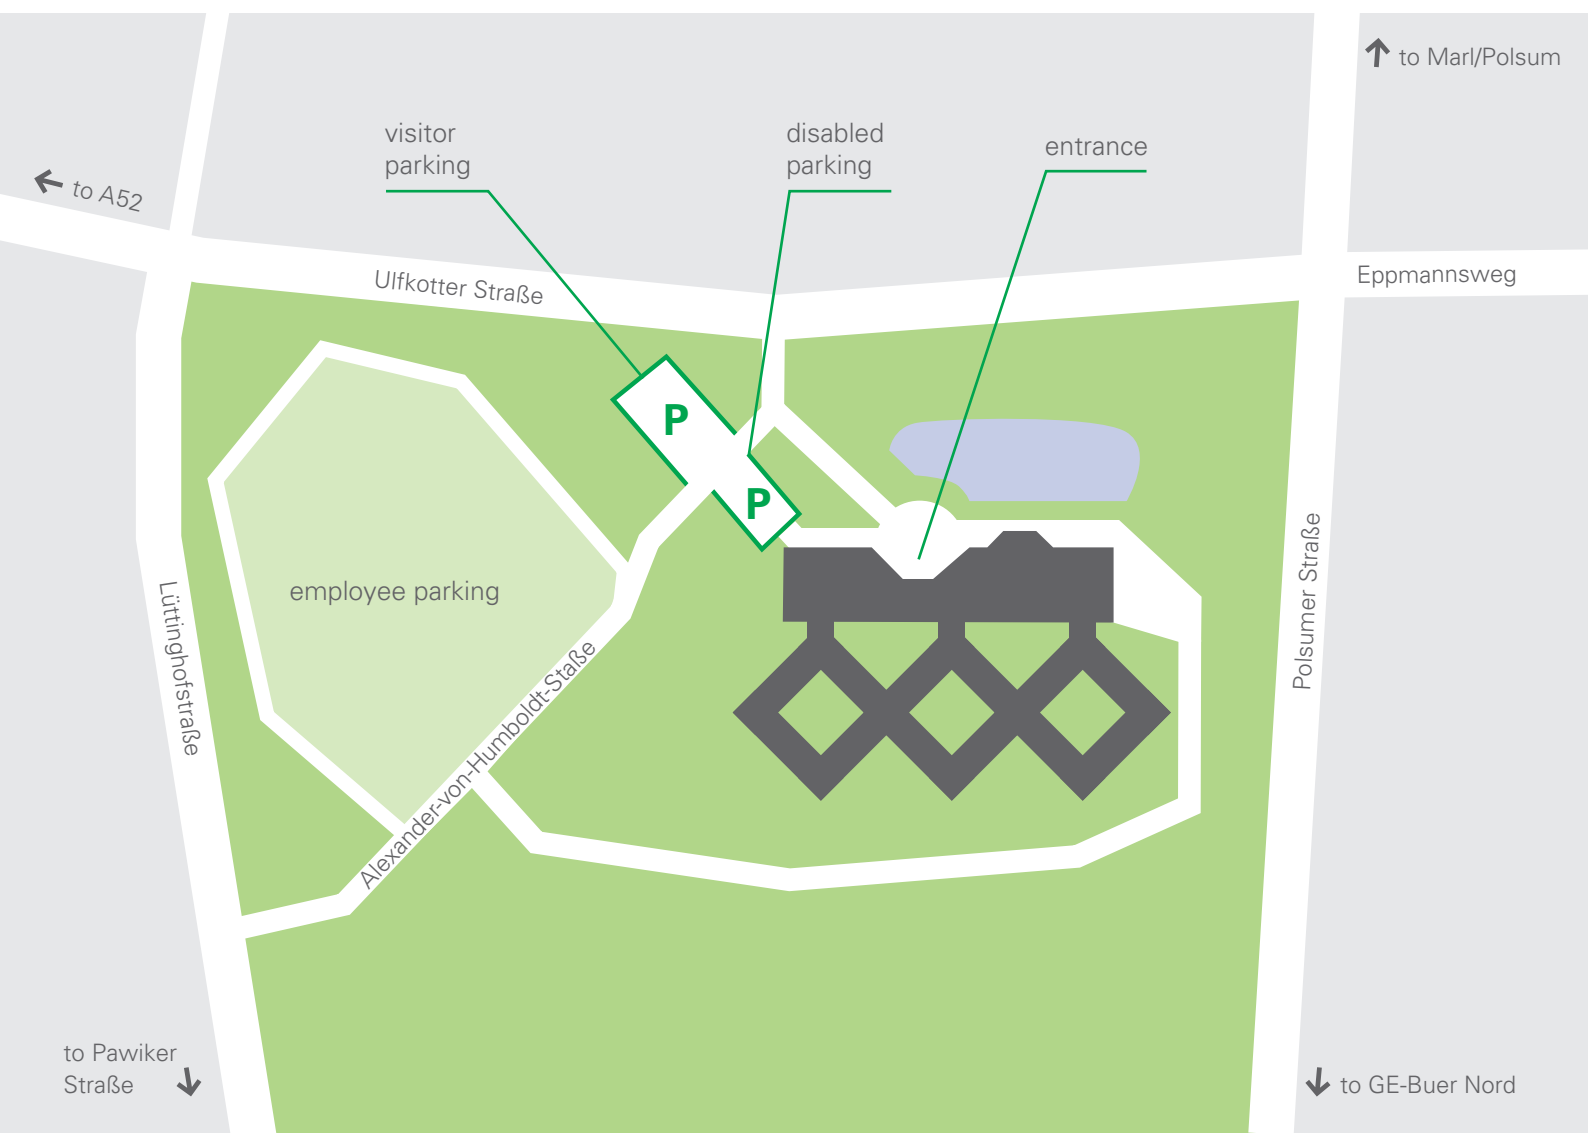 to Marl/Polsum
visitor
parking
disabled
parking
entrance
to A52
Ulfkotter Straße
Eppmannsweg
P
P
employee parking
Polsumer Straße
Lüttinghofstraße
Alexander-von-Humboldt-Staße
to Pawiker
Straße
to GE-Buer Nord